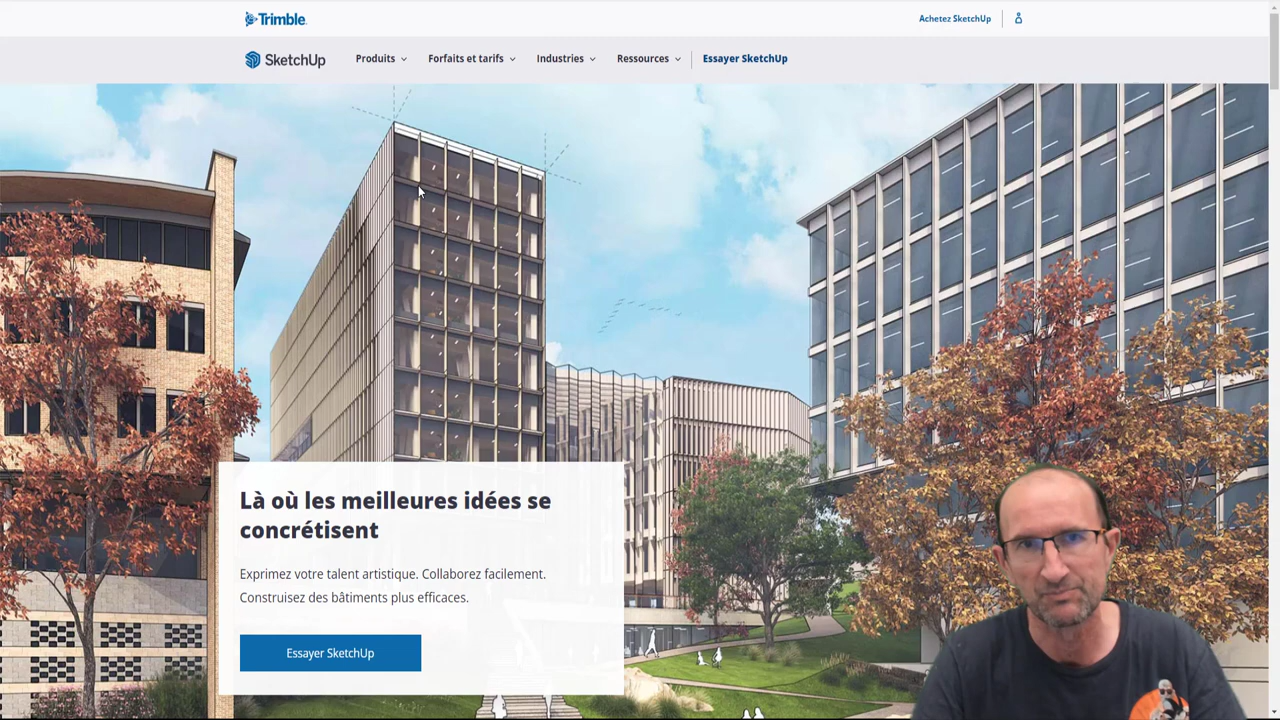 Trimble
Achetez SketchUp
SketchUp
Produits
Forfaits et tarifs
Industries
Ressources
Essayer SketchUp
Là où les meilleures idées se
concrétisent
Exprimez votre talent artistique. Collaborez facilement.
Construisez des bâtiments plus efficaces.
Essayer SketchUp